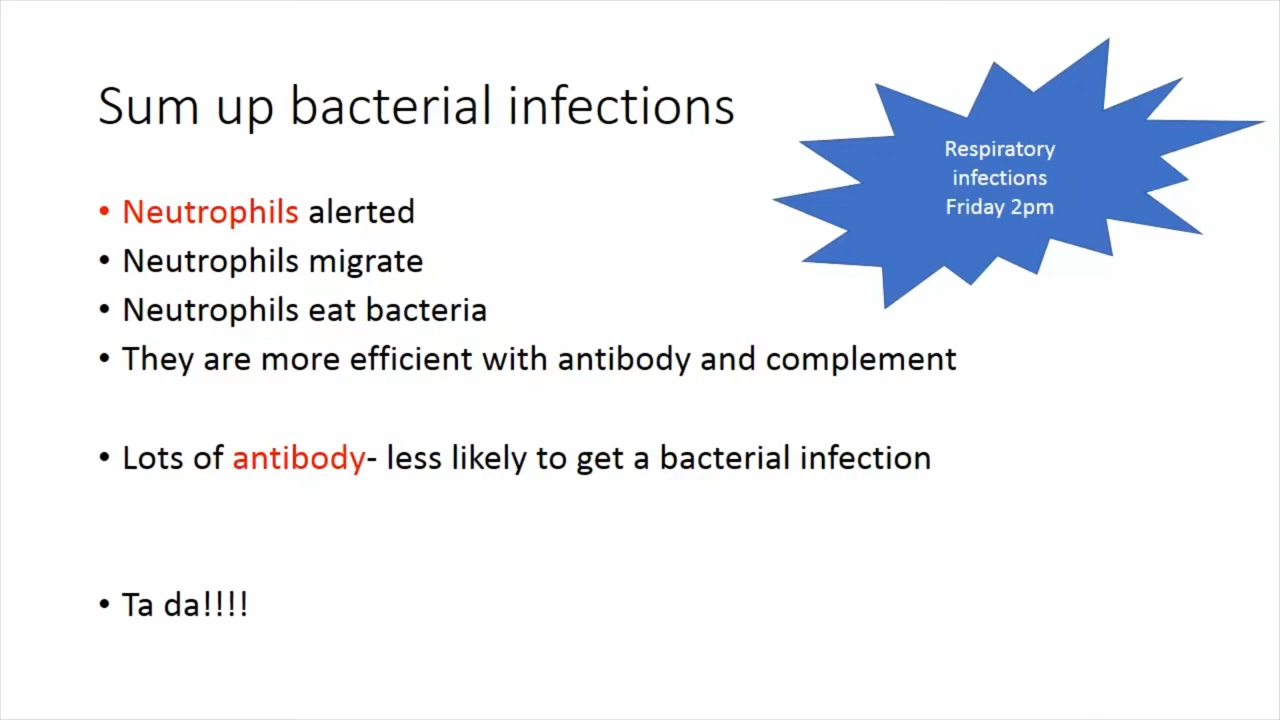 Sum up bacterial infections
Respiratory
infections
Friday 2pm
• Neutrophils alerted
• Neutrophils migrate
• Neutrophils eat bacteria
• They are more efficient with antibody and complement
• Lots of antibody- less likely to get a bacterial infection
• Ta da!!!!